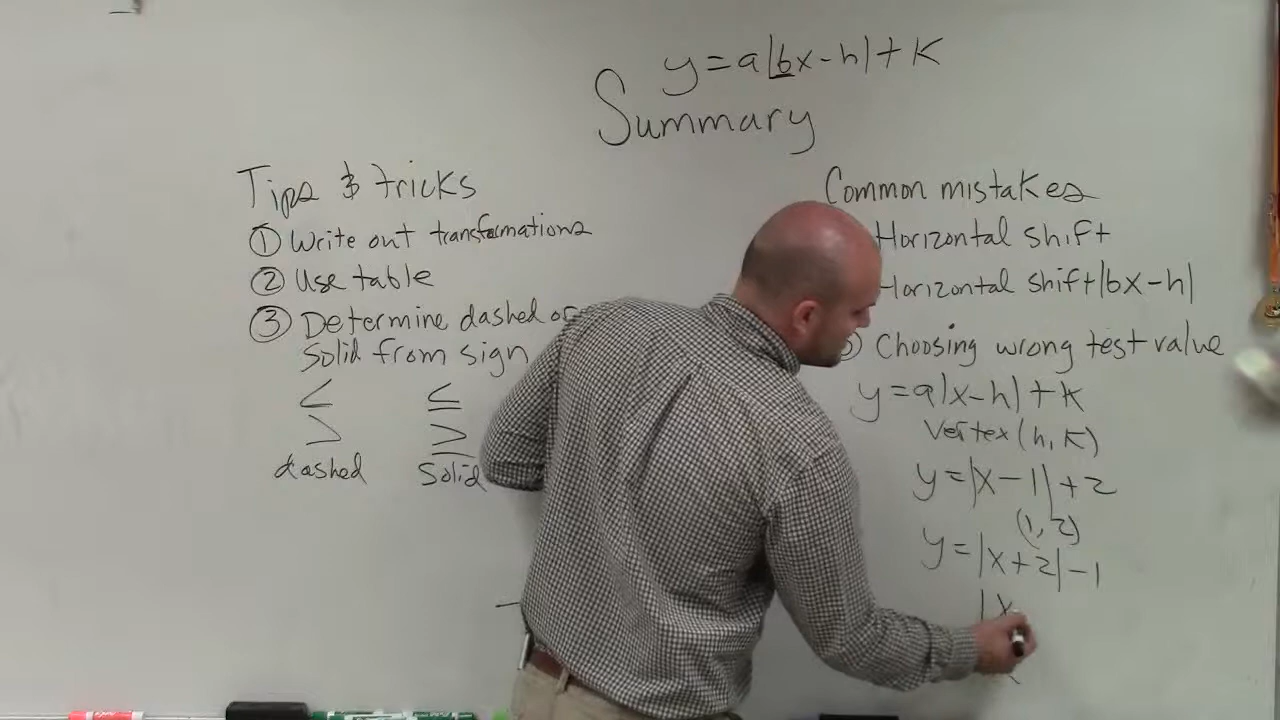 y=a|bx-h|+k
Summary
Tips & tricks
① Write out transformations
② Use table
③ Determine dashed or
solid from sign
< ≤
> ≥
dashed solid
Common mistakes
Horizontal shift
Horizontal shift |bx-h|
③ Choosing wrong test value
y=a|x-h|+k
Vertex (h, k)
y=|x-1|+2
(1, 2)
y=|x+2|-1
|x